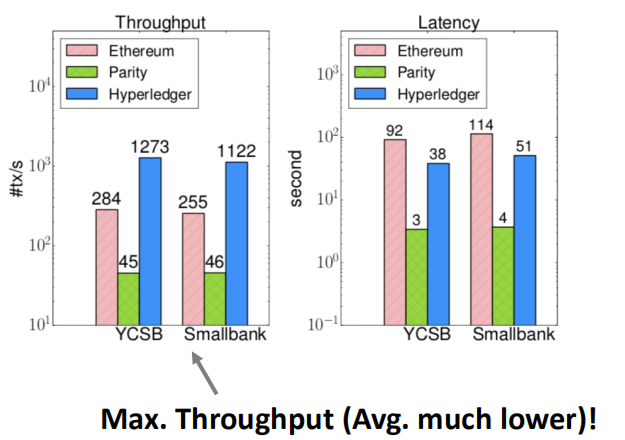 Throughput
Ethereum
Parity
Hyperledger
#tx/s
10^4
10^3
10^2
10^1
284
45
1273
255
46
1122
YCSB
Smallbank
Latency
Ethereum
Parity
Hyperledger
second
10^3
10^2
10^1
10^0
10^−1
92
3
38
114
4
51
YCSB
Smallbank
Max. Throughput (Avg. much lower)!